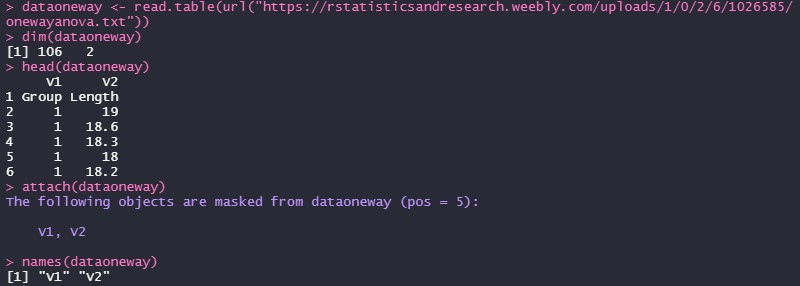 > dataoneway <- read.table(url("https://rstatisticsandresearch.weebly.com/uploads/1/0/2/6/1026585/
onewayanova.txt"))
> dim(dataoneway)
[1] 106   2
> head(dataoneway)
     V1     V2
1 Group Length
2     1     19
3     1   18.6
4     1   18.3
5     1     18
6     1   18.2
> attach(dataoneway)
The following objects are masked from dataoneway (pos = 5):
    V1, V2
> names(dataoneway)
[1] "V1" "V2"